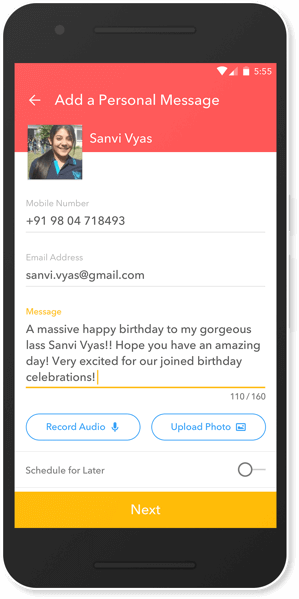 5:55
Add a Personal Message
Sanvi Vyas
Mobile Number
+91 98 04 718493
Email Address
sanvi.vyas@gmail.com
Message
A massive happy birthday to my gorgeous
lass Sanvi Vyas!! Hope you have an amazing
day! Very excited for our joined birthday
celebrations!
110 / 160
Record Audio
Upload Photo
Schedule for Later
Next